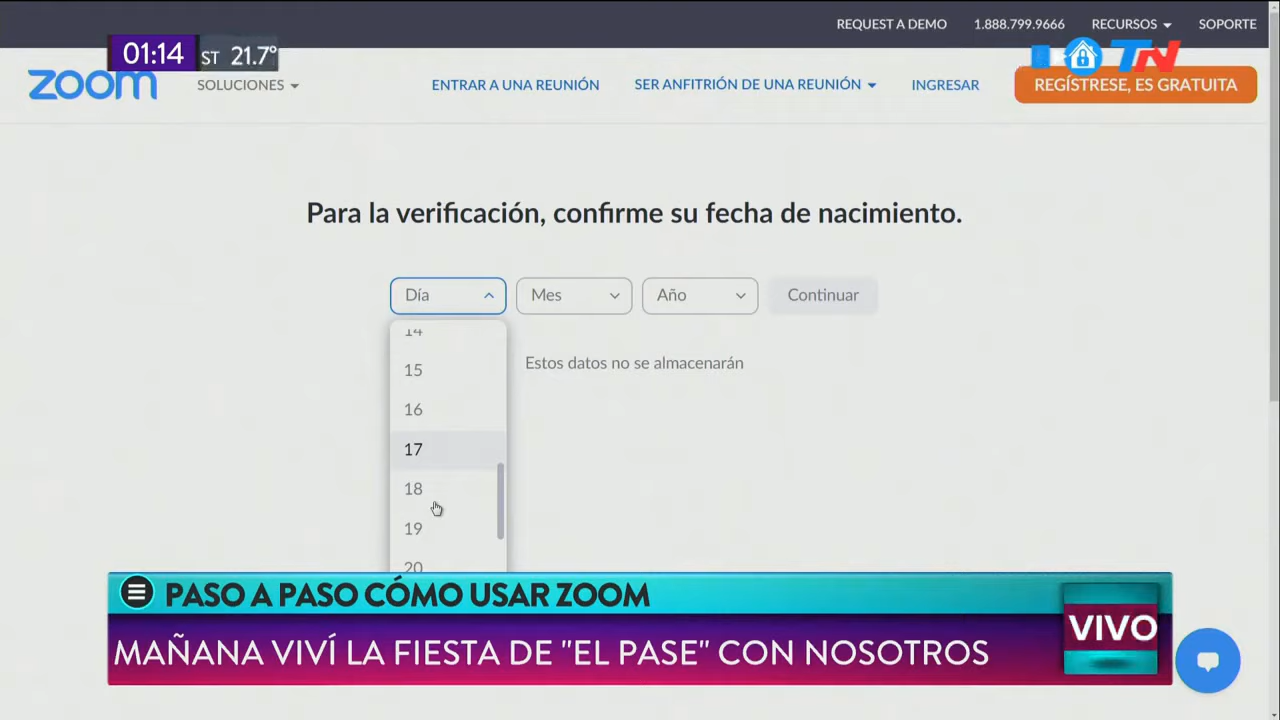 REQUEST A DEMO 1.888.799.9666 RECURSOS SOPORTE
01:14 ST 21.7°
TN
zoom SOLUCIONES ENTRAR A UNA REUNIÓN SER ANFITRIÓN DE UNA REUNIÓN INGRESAR REGÍSTRESE, ES GRATUITA
Para la verificación, confirme su fecha de nacimiento.
Día Mes Año Continuar
14
Estos datos no se almacenarán
15
16
17
18
19
20
PASO A PASO CÓMO USAR ZOOM
MAÑANA VIVÍ LA FIESTA DE "EL PASE" CON NOSOTROS
VIVO